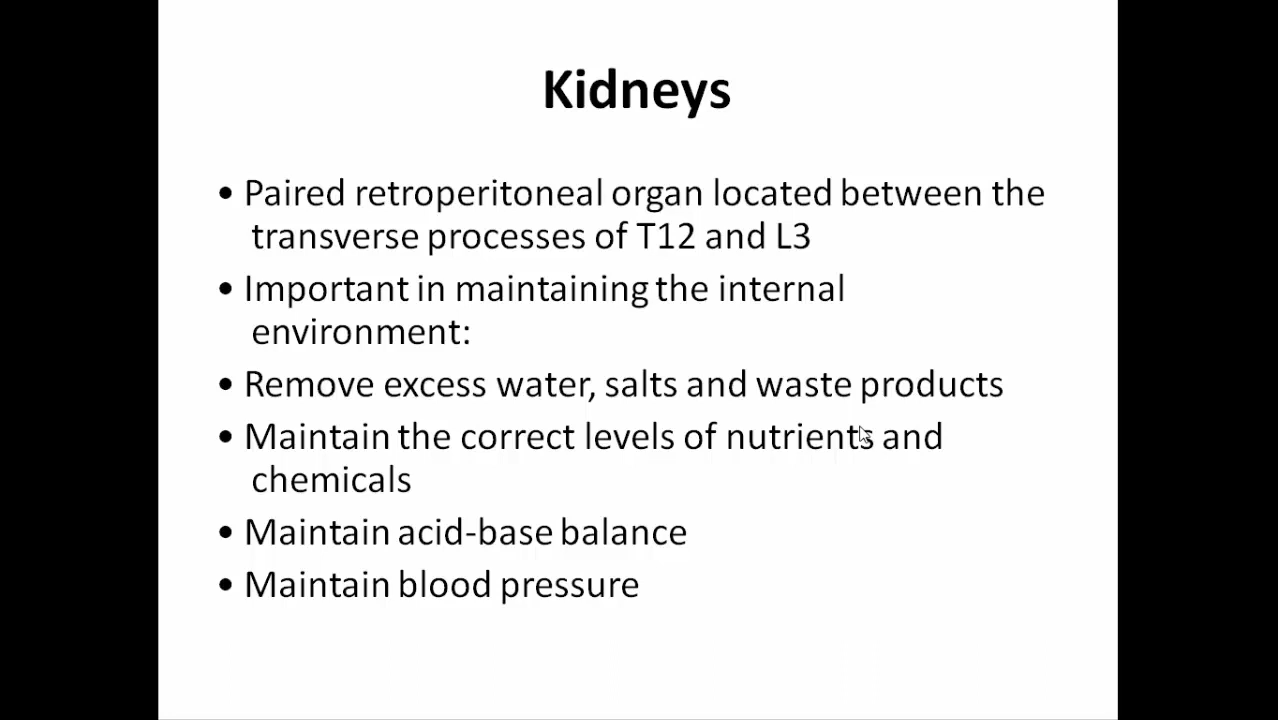 Kidneys
• Paired retroperitoneal organ located between the
transverse processes of T12 and L3
• Important in maintaining the internal
environment:
• Remove excess water, salts and waste products
• Maintain the correct levels of nutrients and
chemicals
• Maintain acid-base balance
• Maintain blood pressure